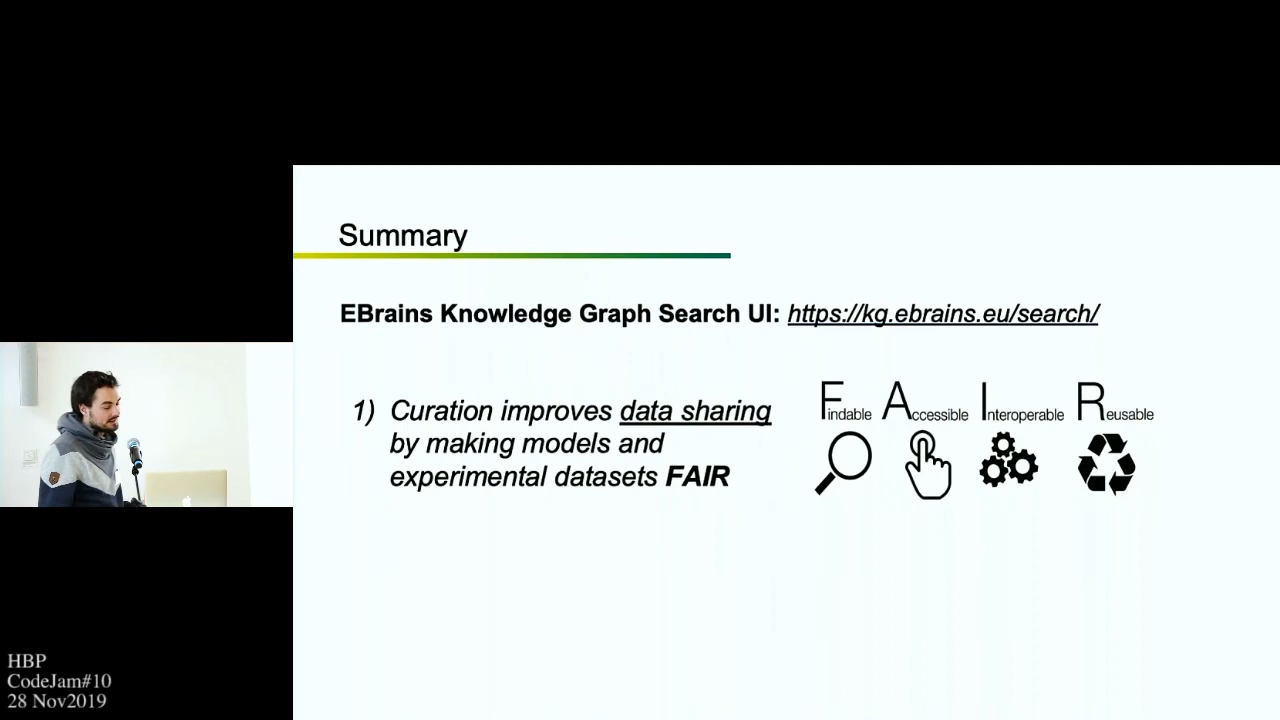 Summary
EBrains Knowledge Graph Search UI: https://kg.ebrains.eu/search/
1) Curation improves data sharing
by making models and
experimental datasets FAIR
Findable Accessible Interoperable Reusable
HBP
CodeJam#10
28 Nov2019